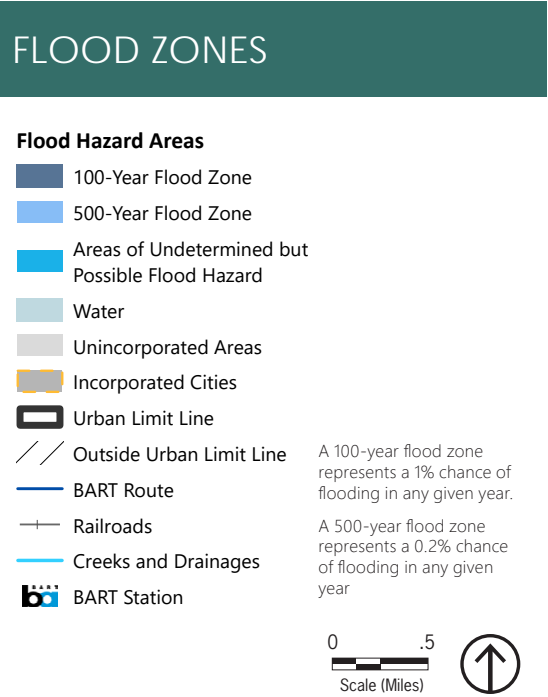 FLOOD ZONES
Flood Hazard Areas
100-Year Flood Zone
500-Year Flood Zone
Areas of Undetermined but
Possible Flood Hazard
Water
Unincorporated Areas
Incorporated Cities
Urban Limit Line
Outside Urban Limit Line
BART Route
Railroads
Creeks and Drainages
BART
ba
BART Station
A 100-year flood zone
represents a 1% chance of
flooding in any given year.
A 500-year flood zone
represents a 0.2% chance
of flooding in any given
year
0 .5
Scale (Miles)